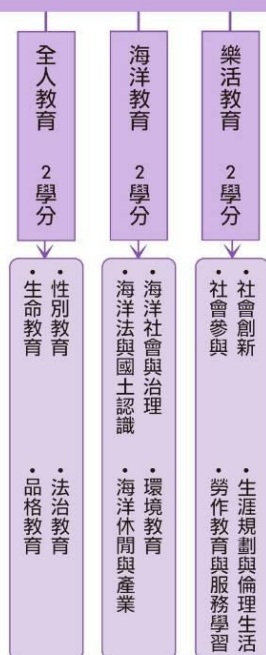 樂活教育 2學分
・社會創新 ・生涯規劃與倫理生活
・社會參與 ・勞作教育與服務學習
海洋教育 2學分
・海洋社會與治理 ・環境教育
・海洋法與國土認識 ・海洋休閒與產業
全人教育 2學分
・性別教育 ・法治教育
・生命教育 ・品格教育